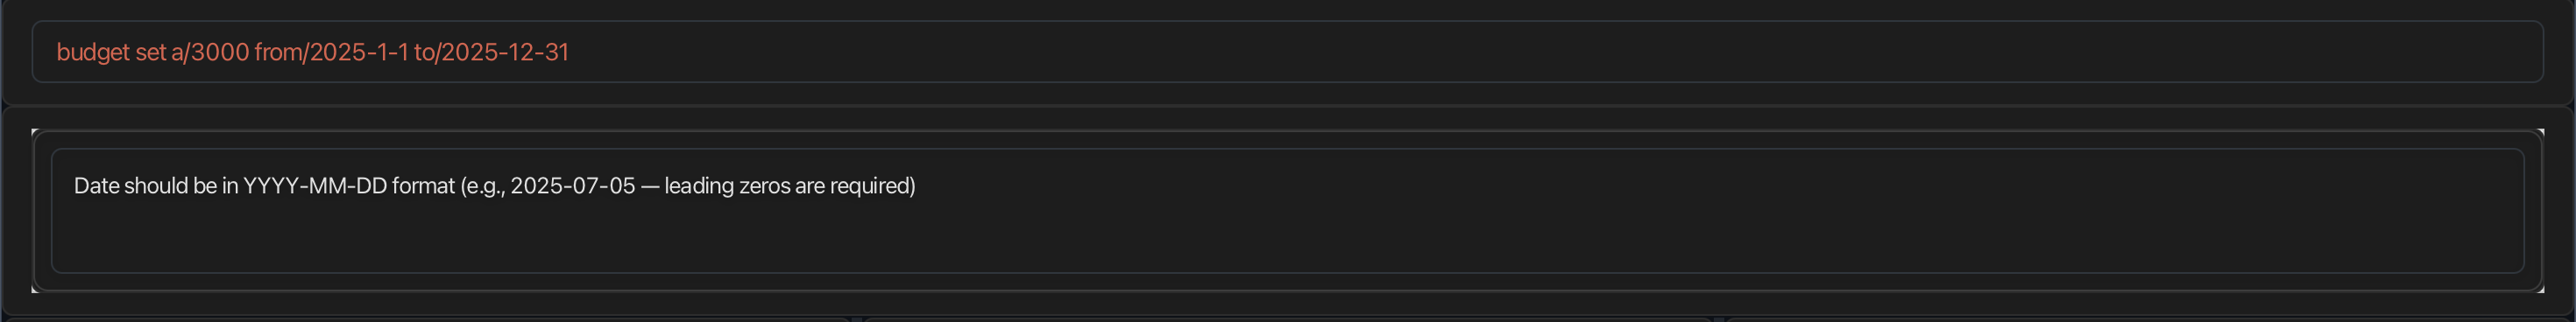 budget set a/3000 from/2025-1-1 to/2025-12-31
Date should be in YYYY-MM-DD format (e.g., 2025-07-05 — leading zeros are required)